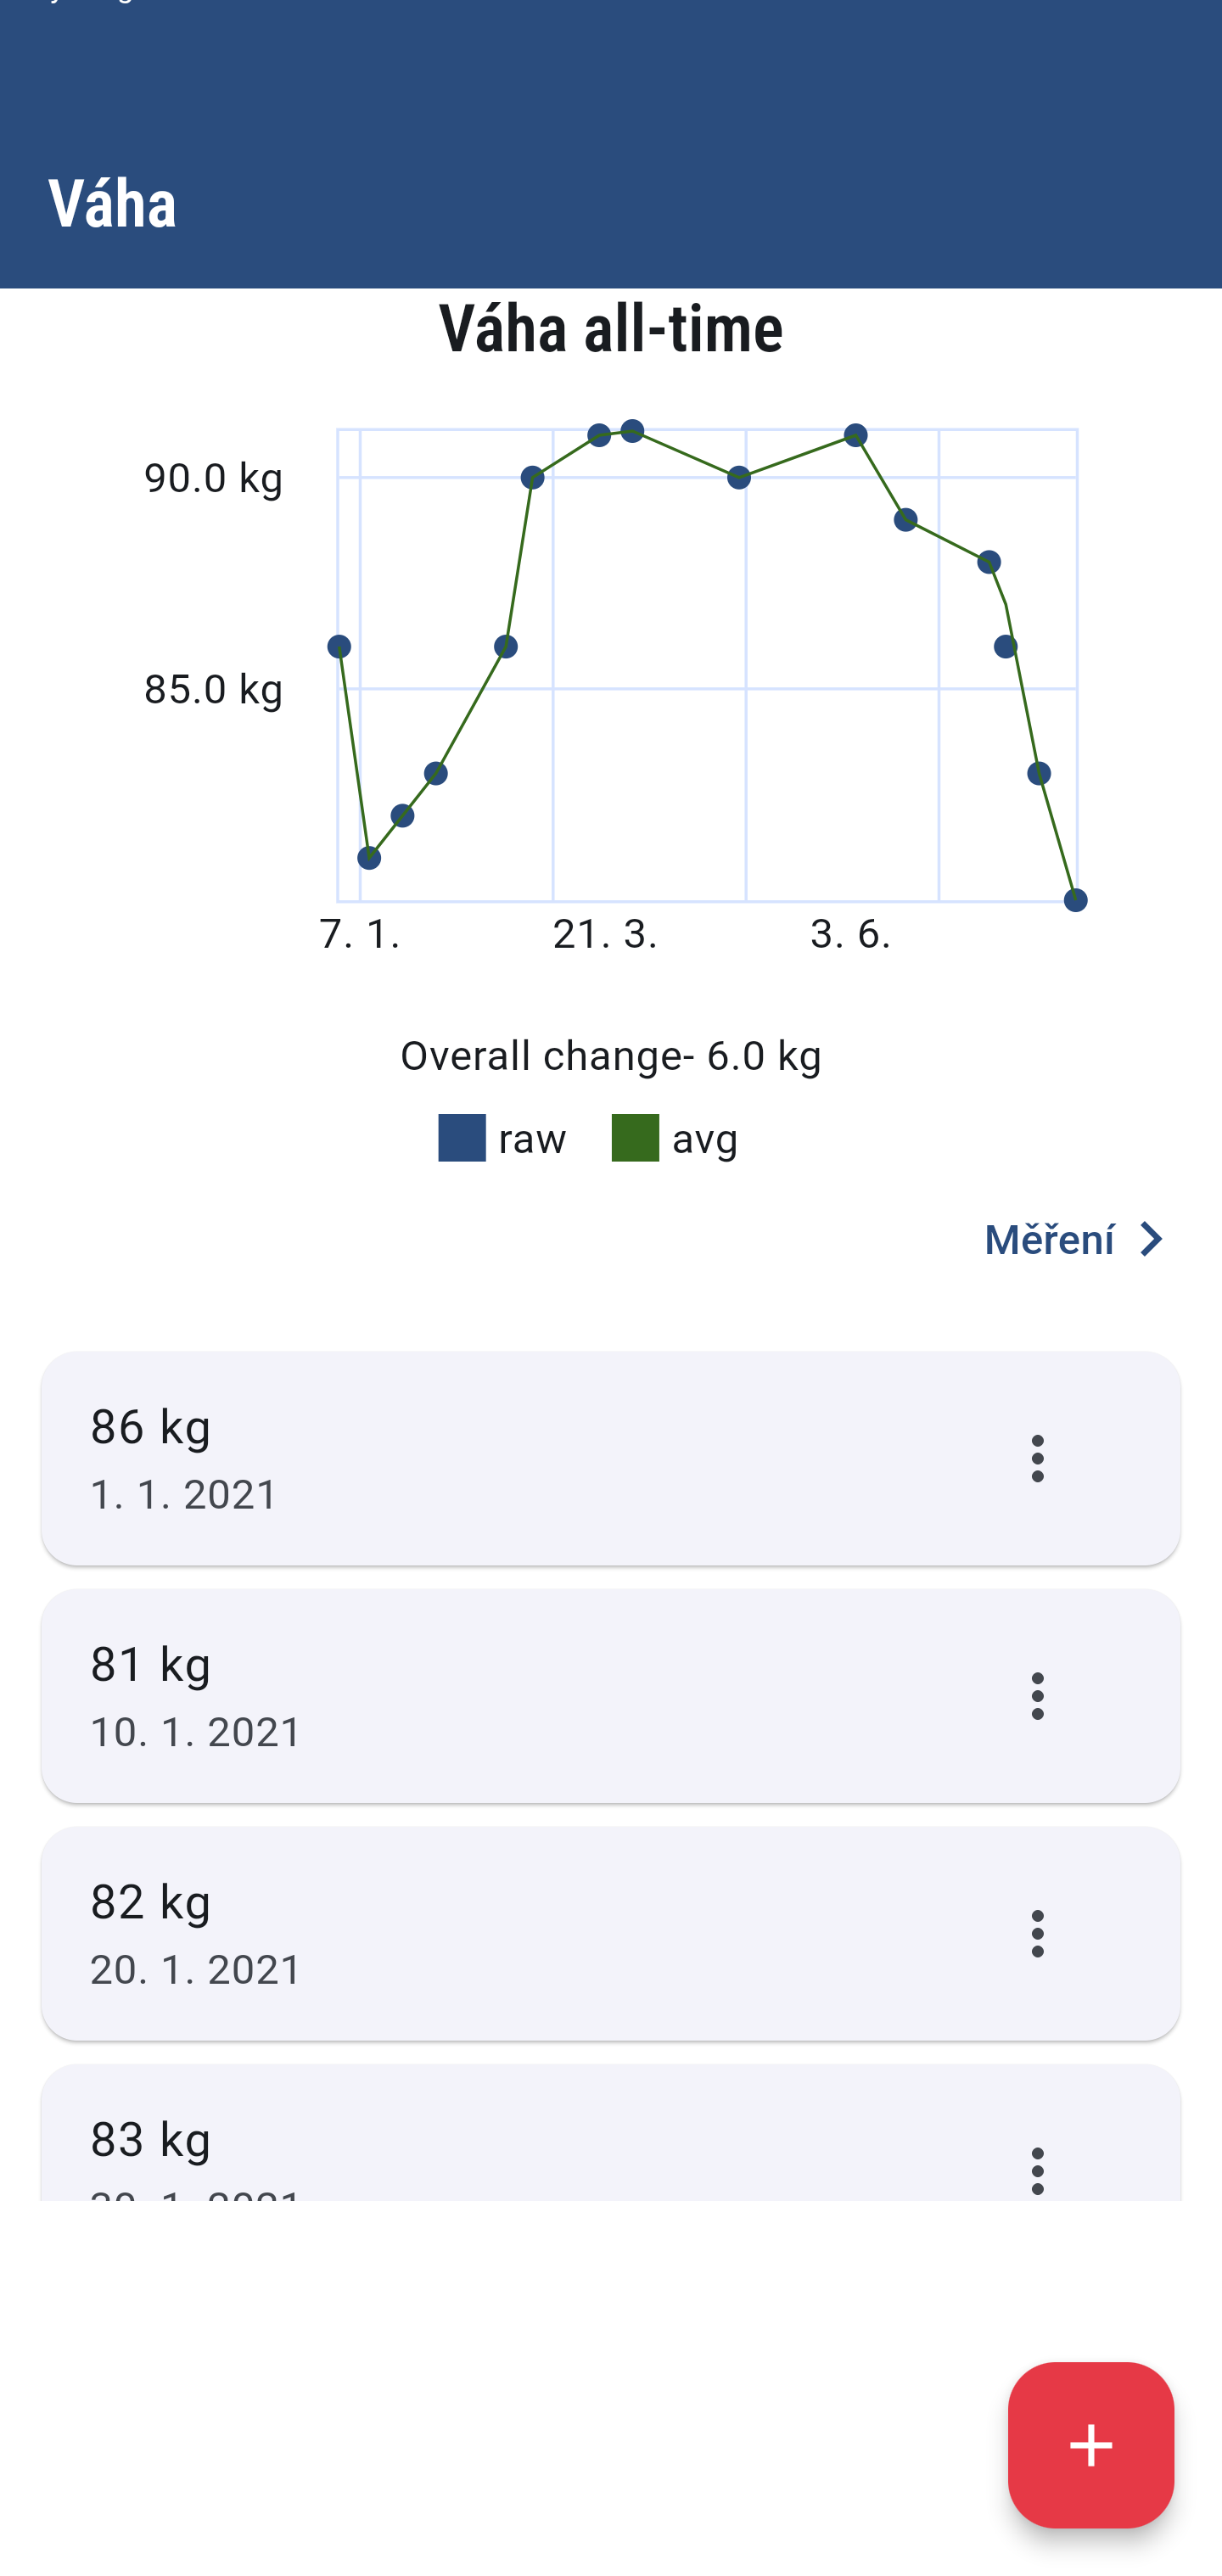 Váha
Váha all-time
90.0 kg
85.0 kg
7. 1. 21. 3. 3. 6.
Overall change- 6.0 kg
raw avg
Měření
86 kg
1. 1. 2021
81 kg
10. 1. 2021
82 kg
20. 1. 2021
83 kg